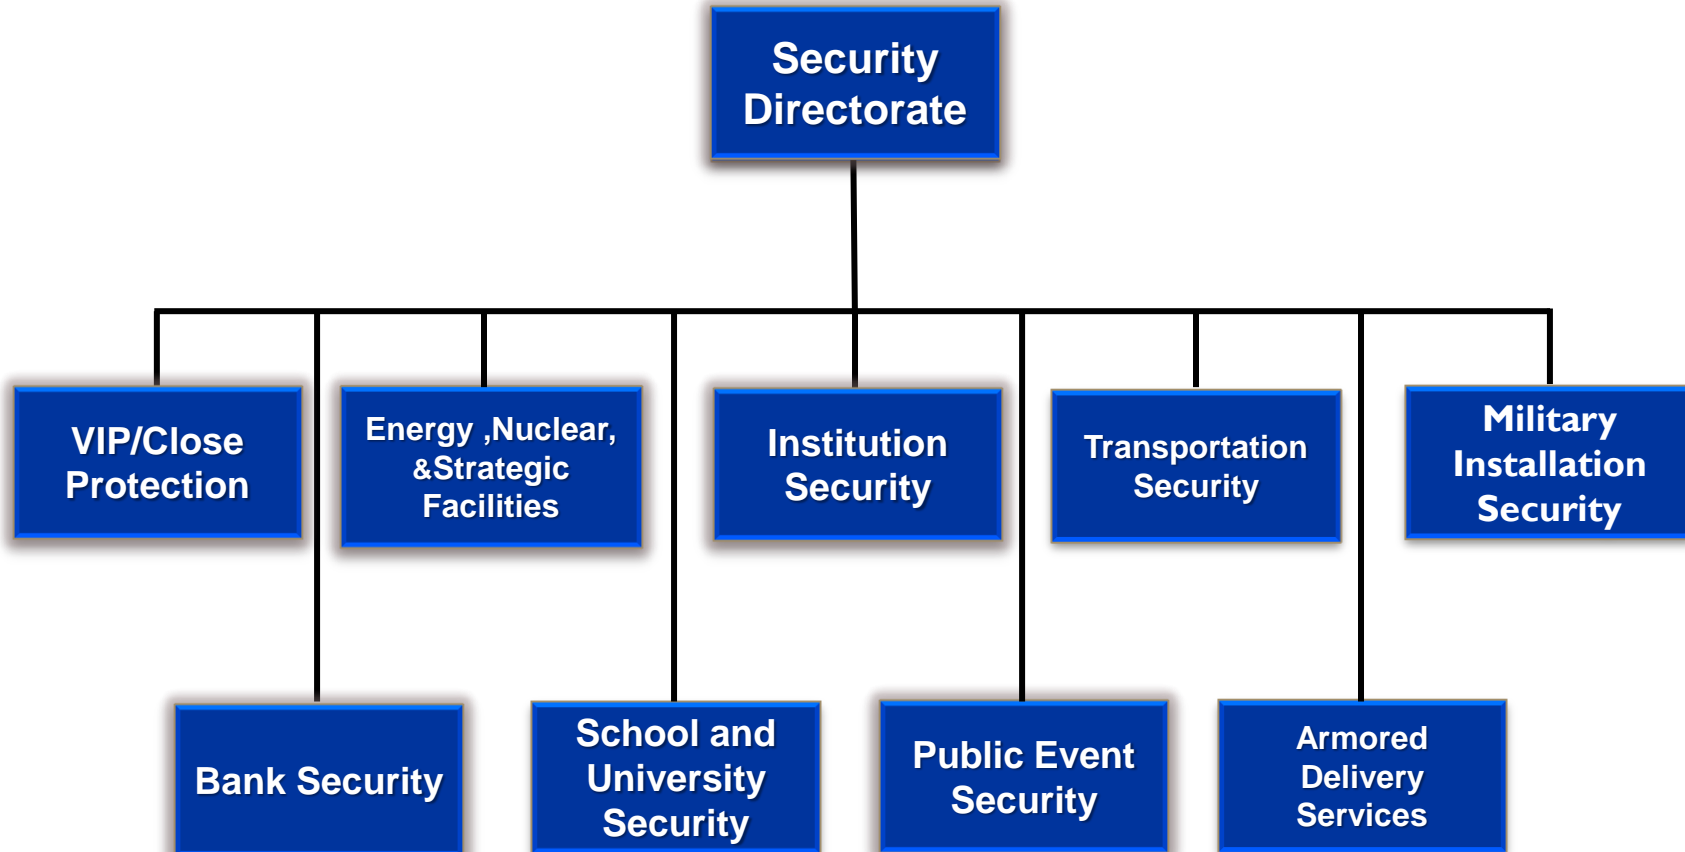 Security
Directorate
VIP/Close
Protection
Energy ,Nuclear,
&Strategic
Facilities
Institution
Security
Transportation
Security
Military
Installation
Security
Bank Security
School and
University
Security
Public Event
Security
Armored
Delivery
Services